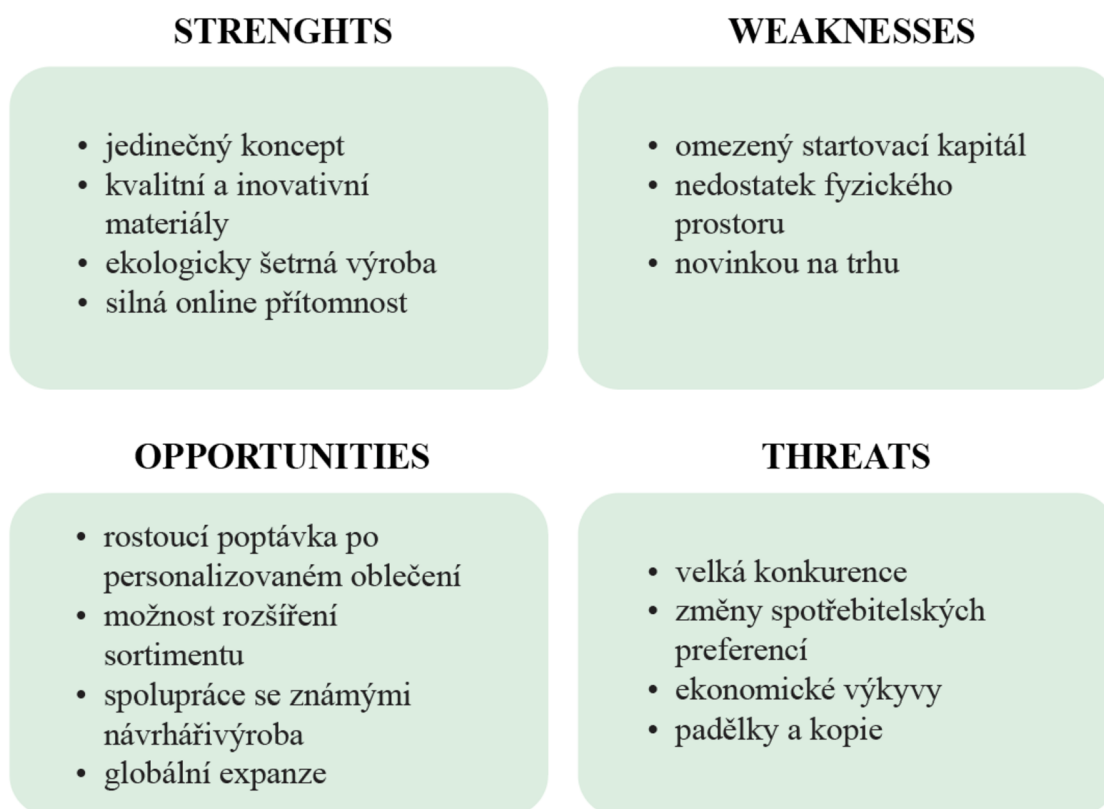 STRENGHTS
• jedinečný koncept
• kvalitní a inovativní
materiály
• ekologicky šetrná výroba
• silná online přítomnost
WEAKNESSES
• omezený startovací kapitál
• nedostatek fyzického
prostoru
• novinkou na trhu
OPPORTUNITIES
• rostoucí poptávka po
personalizovaném oblečení
• možnost rozšíření
sortimentu
• spolupráce se známými
návrhářivýroba
• globální expanze
THREATS
• velká konkurence
• změny spotřebitelských
preferencí
• ekonomické výkyvy
• padělky a kopie